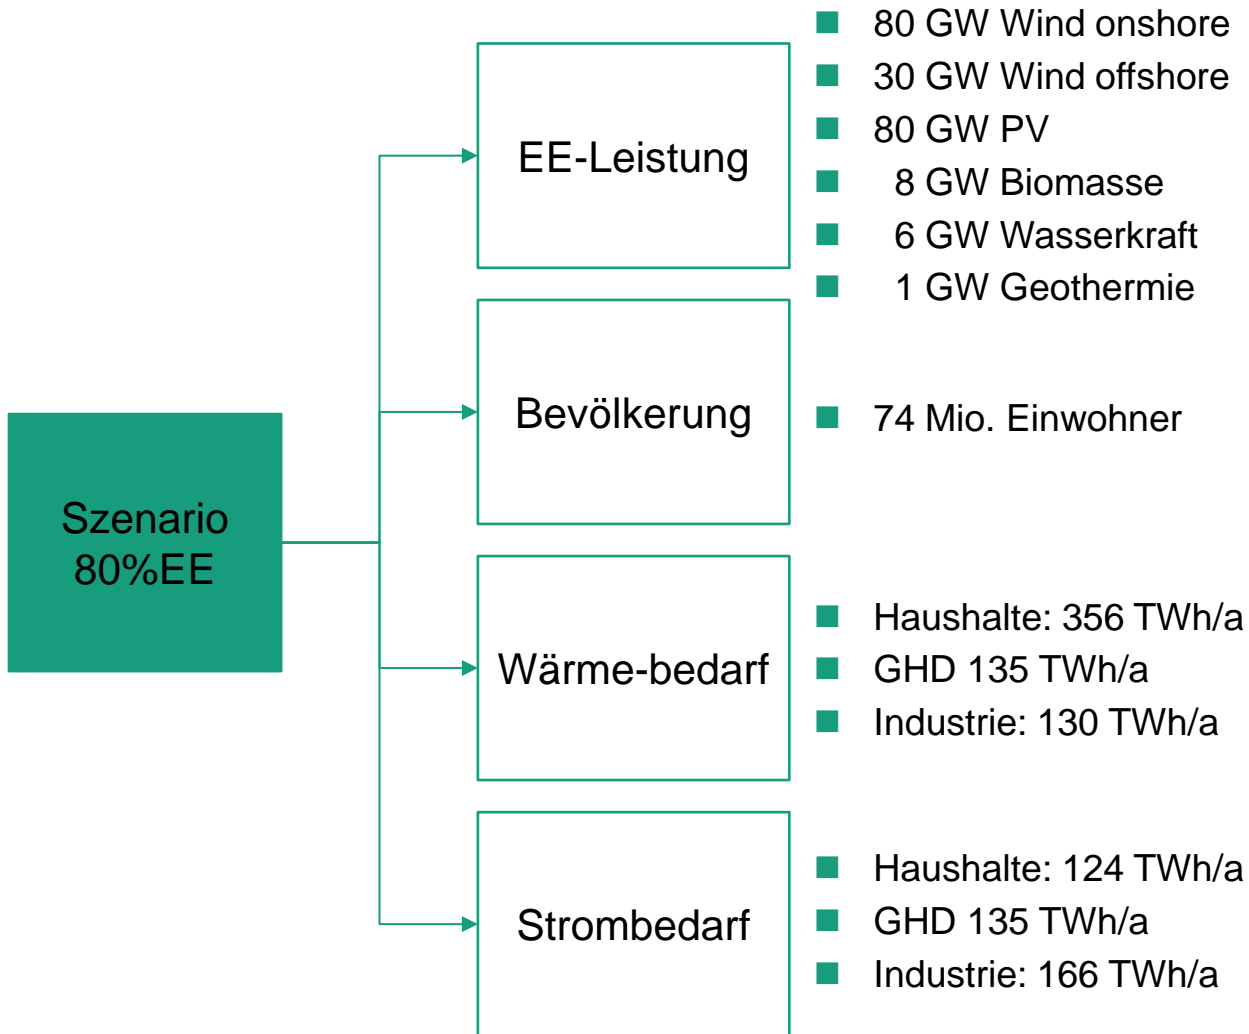 Szenario
80%EE
EE-Leistung
80 GW Wind onshore
30 GW Wind offshore
80 GW PV
8 GW Biomasse
6 GW Wasserkraft
1 GW Geothermie
Bevölkerung
74 Mio. Einwohner
Wärme-bedarf
Haushalte: 356 TWh/a
GHD 135 TWh/a
Industrie: 130 TWh/a
Strombedarf
Haushalte: 124 TWh/a
GHD 135 TWh/a
Industrie: 166 TWh/a